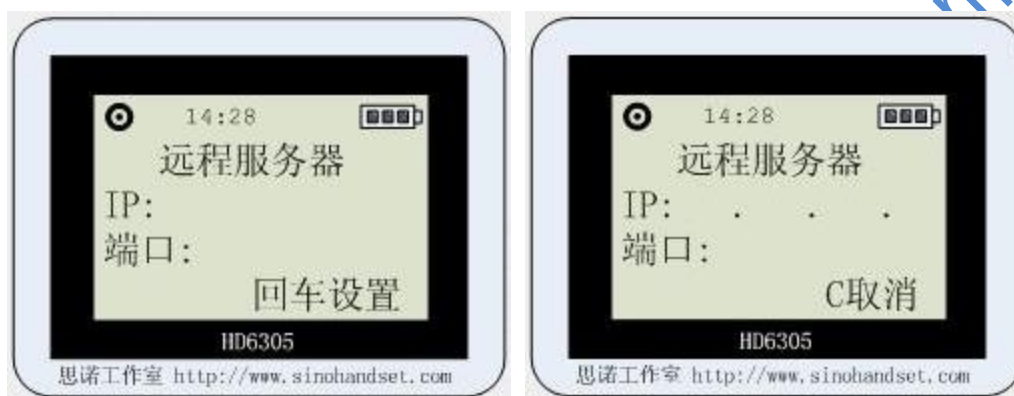 14:28
远程服务器
IP:
端口:
回车设置
HD6305
思诺工作室 http://www.sinohandset.com
14:28
远程服务器
IP: . . .
端口:
C取消
HD6305
思诺工作室 http://www.sinohandset.com